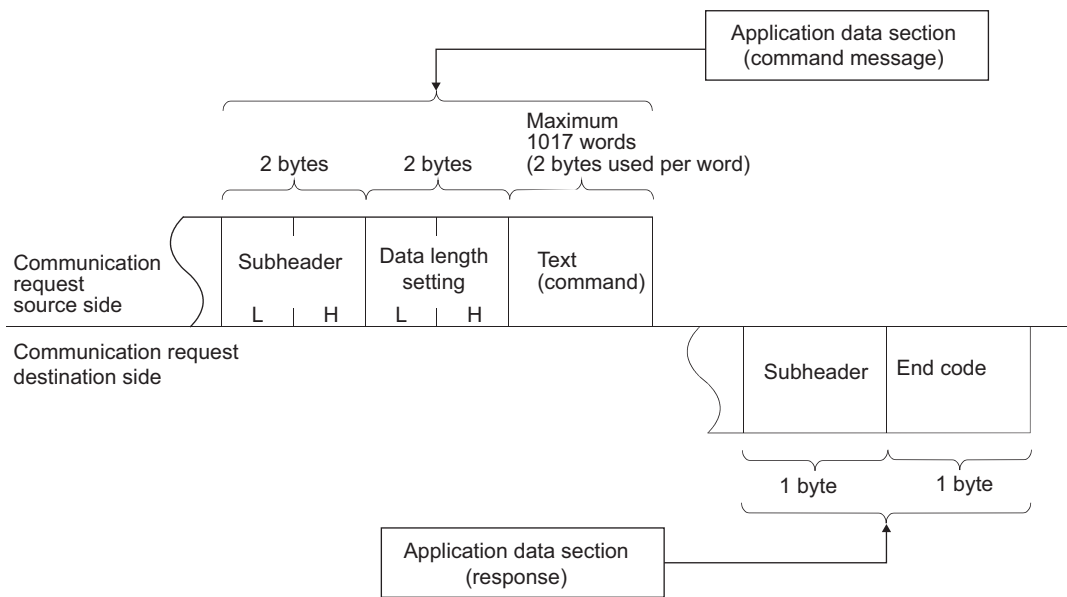 Application data section
(command message)
Maximum
1017 words
(2 bytes used per word)
2 bytes
2 bytes
Communication
request
source side
Subheader
L
H
Data length
setting
L
H
Text
(command)
Communication request
destination side
Subheader
End code
1 byte
1 byte
Application data section
(response)